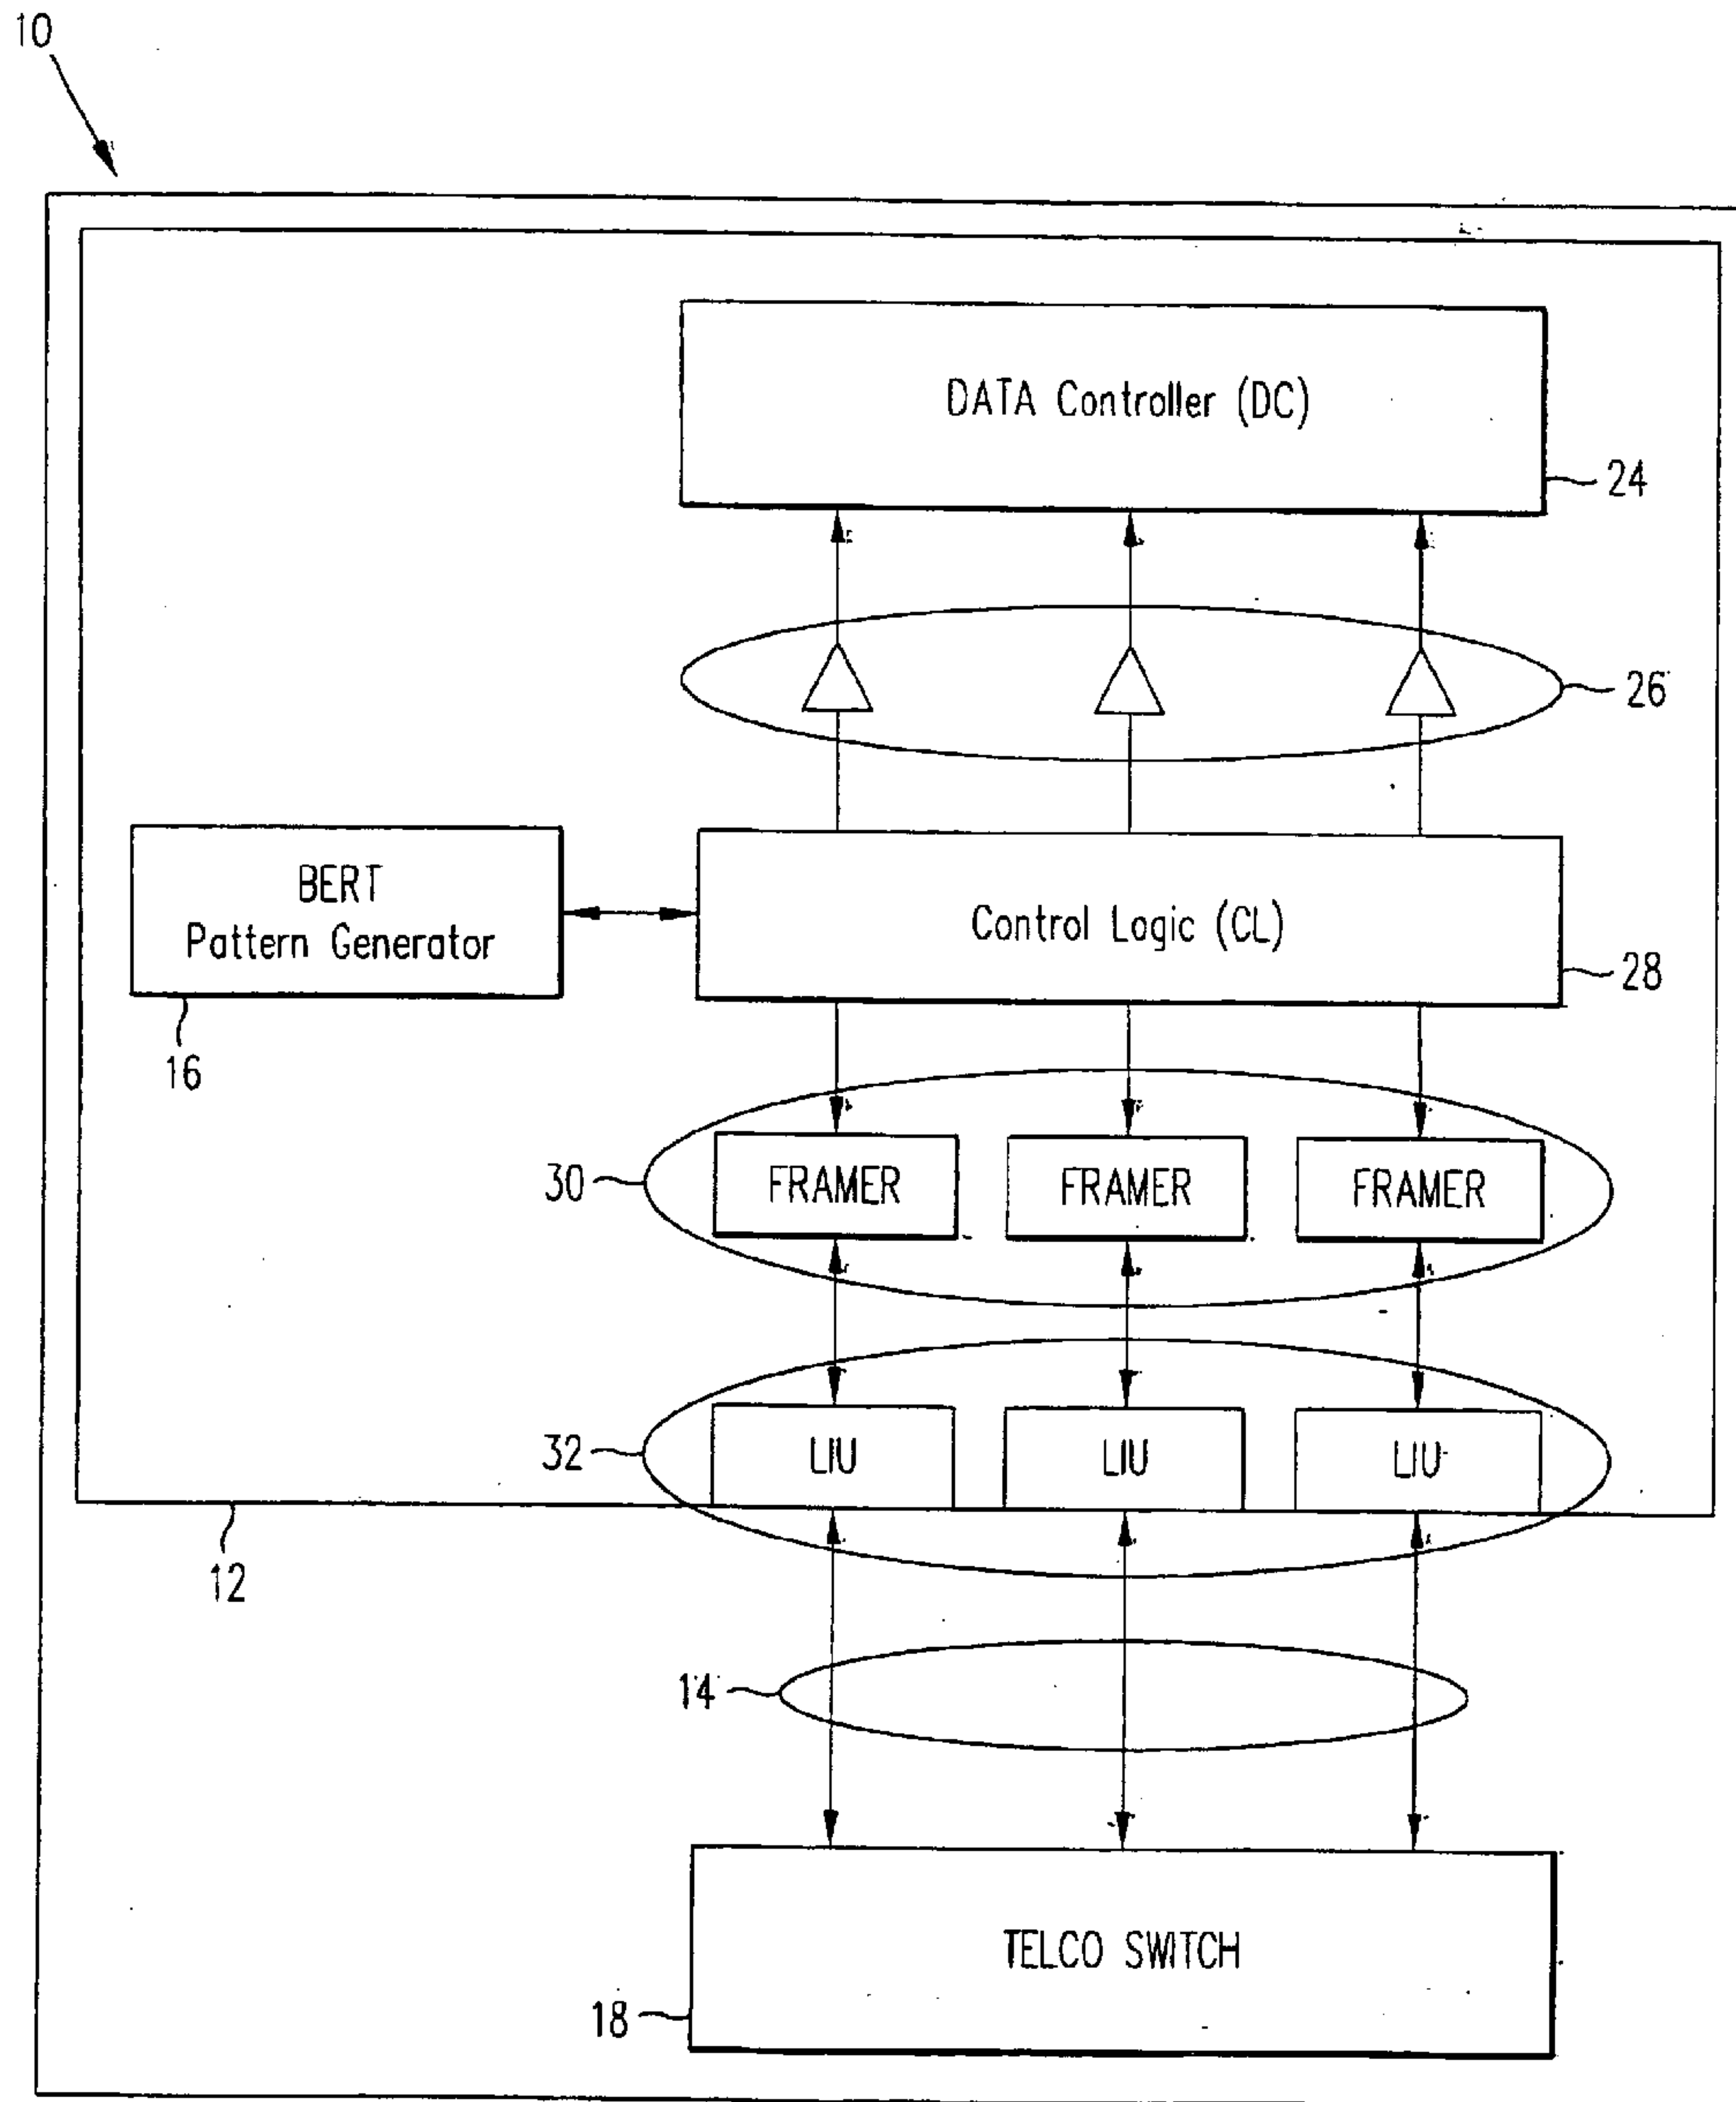 10
DATA Controller (DC)
24
26
BERT
Pattern Generator
16
Control Logic (CL)
28
30
FRAMER
FRAMER
FRAMER
32
LIU
LIU
LIU
12
14
TELCO SWITCH
18